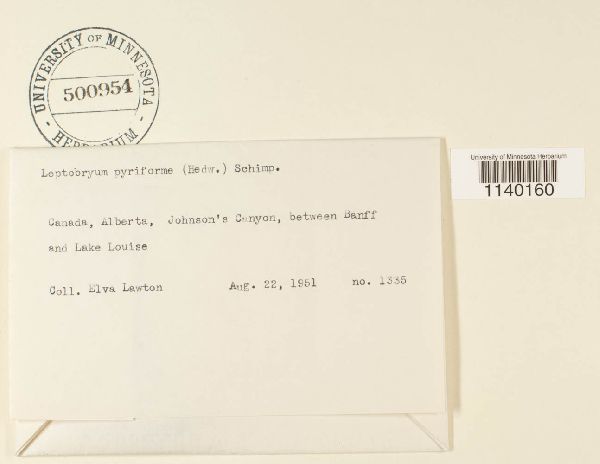 UNIVERSITY OF MINNESOTA
500954
HERBARIUM
Leptobryum pyriforme (Hedw.) Schimp.
University of Minnesota Herbarium
1140160
Canada, Alberta, Johnson's Canyon, between Banff
and Lake Louise
Coll. Elva Lawton Aug. 22, 1951 no. 1335